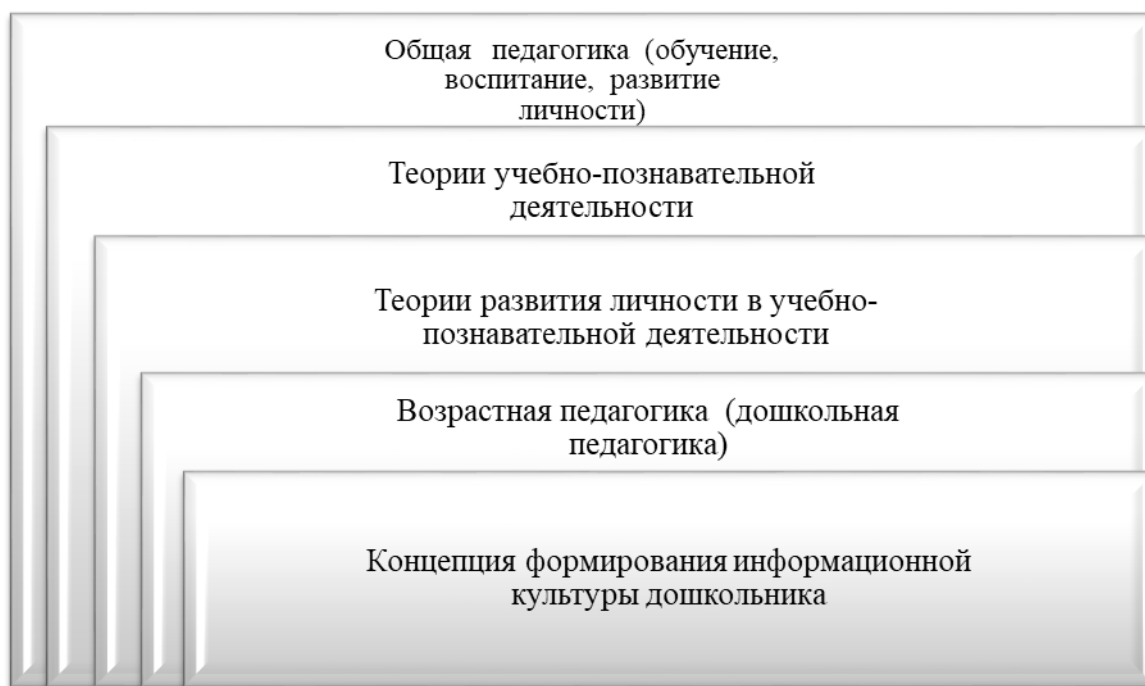 Общая педагогика (обучение,
воспитание, развитие
личности)
Теории учебно-познавательной
деятельности
Теории развития личности в учебно-
познавательной деятельности
Возрастная педагогика (дошкольная
педагогика)
Концепция формирования информационной
культуры дошкольника